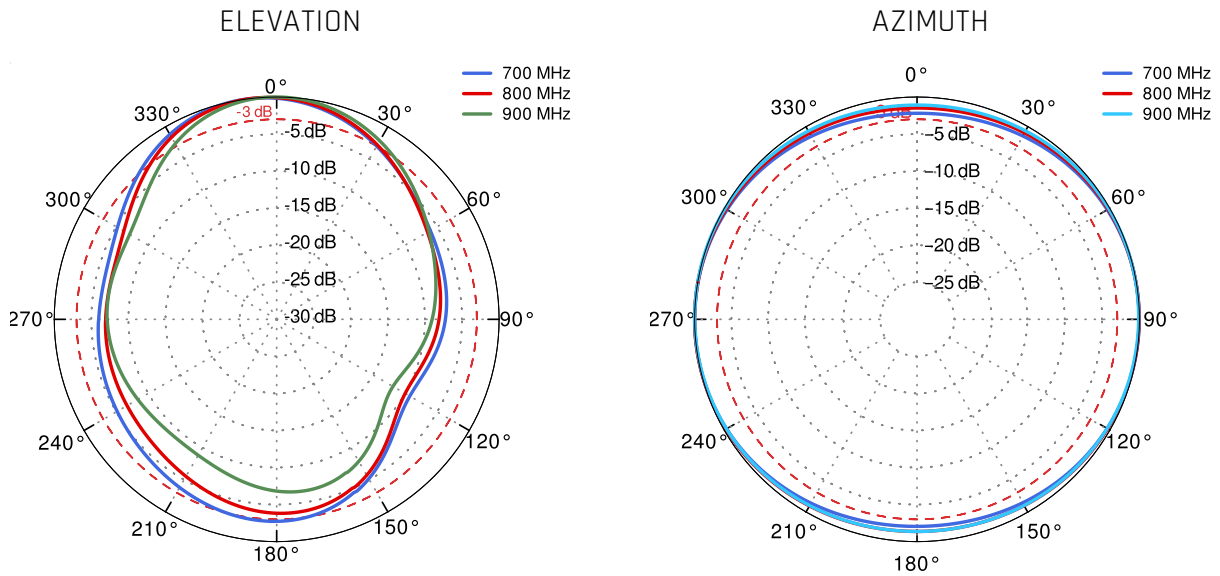 ELEVATION
700 MHz
800 MHz
900 MHz
0°
30°
60°
90°
120°
150°
180°
210°
240°
270°
300°
330°
-3 dB
-5 dB
-10 dB
-15 dB
-20 dB
-25 dB
-30 dB
AZIMUTH
700 MHz
800 MHz
900 MHz
0°
30°
60°
90°
120°
150°
180°
210°
240°
270°
300°
330°
dB
–5 dB
–10 dB
–15 dB
–20 dB
–25 dB